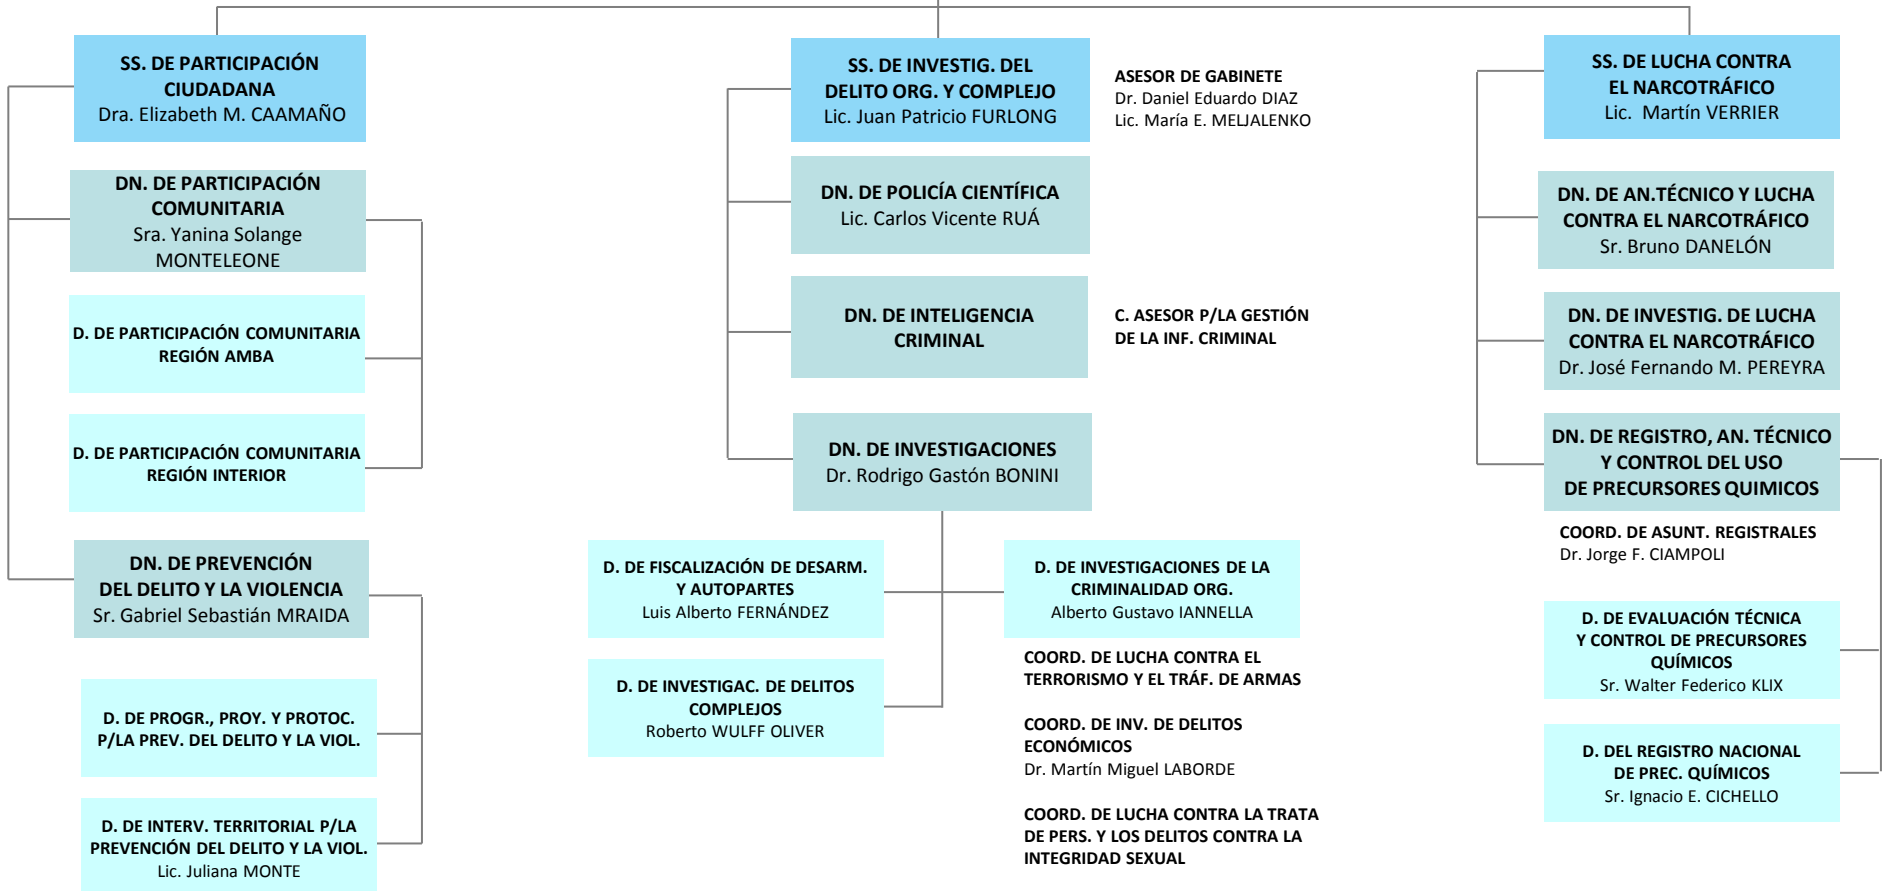 SS. DE PARTICIPACIÓN
CIUDADANA
Dra. Elizabeth M. CAAMAÑO
DN. DE PARTICIPACIÓN
COMUNITARIA
Sra. Yanina Solange
MONTELEONE
D. DE PARTICIPACIÓN COMUNITARIA
REGIÓN AMBA
D. DE PARTICIPACIÓN COMUNITARIA
REGIÓN INTERIOR
DN. DE PREVENCIÓN
DEL DELITO Y LA VIOLENCIA
Sr. Gabriel Sebastián MRAIDA
D. DE PROGR., PROY. Y PROTOC.
P/LA PREV. DEL DELITO Y LA VIOL.
D. DE INTERV. TERRITORIAL P/LA
PREVENCIÓN DEL DELITO Y LA VIOL.
Lic. Juliana MONTE
SS. DE INVESTIG. DEL
DELITO ORG. Y COMPLEJO
Lic. Juan Patricio FURLONG
ASESOR DE GABINETE
Dr. Daniel Eduardo DIAZ
Lic. María E. MELJALENKO
DN. DE POLICÍA CIENTÍFICA
Lic. Carlos Vicente RUÁ
DN. DE INTELIGENCIA
CRIMINAL
C. ASESOR P/LA GESTIÓN
DE LA INF. CRIMINAL
DN. DE INVESTIGACIONES
Dr. Rodrigo Gastón BONINI
D. DE FISCALIZACIÓN DE DESARM.
Y AUTOPARTES
Luis Alberto FERNÁNDEZ
D. DE INVESTIGAC. DE DELITOS
COMPLEJOS
Roberto WULFF OLIVER
D. DE INVESTIGACIONES DE LA
CRIMINALIDAD ORG.
Alberto Gustavo IANNELLA
COORD. DE LUCHA CONTRA EL
TERRORISMO Y EL TRÁF. DE ARMAS
COORD. DE INV. DE DELITOS
ECONÓMICOS
Dr. Martín Miguel LABORDE
COORD. DE LUCHA CONTRA LA TRATA
DE PERS. Y LOS DELITOS CONTRA LA
INTEGRIDAD SEXUAL
SS. DE LUCHA CONTRA
EL NARCOTRÁFICO
Lic. Martín VERRIER
DN. DE AN.TÉCNICO Y LUCHA
CONTRA EL NARCOTRÁFICO
Sr. Bruno DANELÓN
DN. DE INVESTIG. DE LUCHA
CONTRA EL NARCOTRÁFICO
Dr. José Fernando M. PEREYRA
DN. DE REGISTRO, AN. TÉCNICO
Y CONTROL DEL USO
DE PRECURSORES QUIMICOS
COORD. DE ASUNT. REGISTRALES
Dr. Jorge F. CIAMPOLI
D. DE EVALUACIÓN TÉCNICA
Y CONTROL DE PRECURSORES
QUÍMICOS
Sr. Walter Federico KLIX
D. DEL REGISTRO NACIONAL
DE PREC. QUÍMICOS
Sr. Ignacio E. CICHELLO